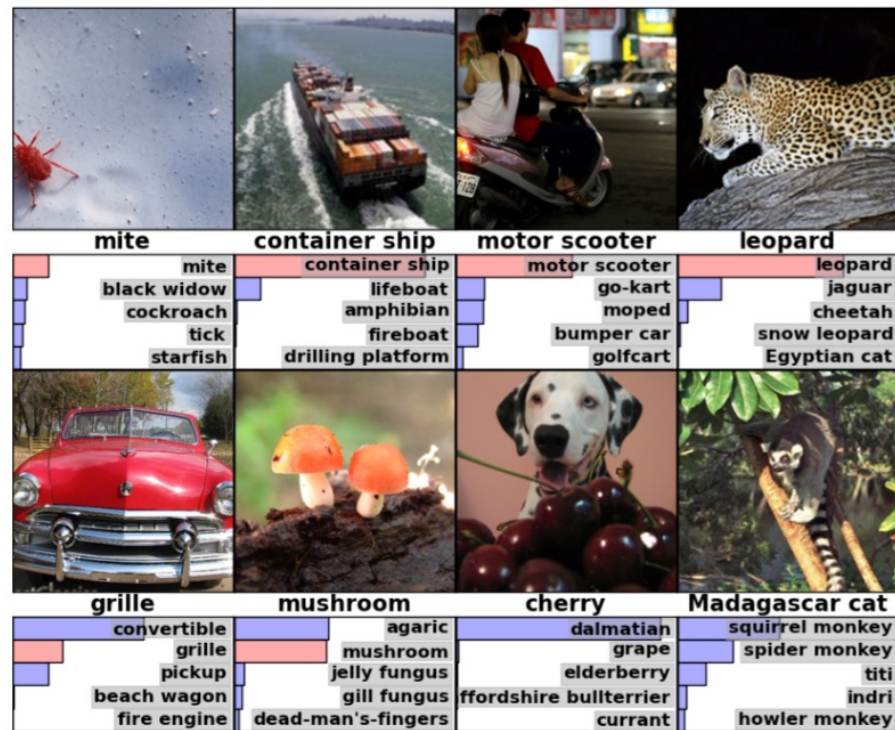 mite
container ship
motor scooter
leopard
mite
black widow
cockroach
tick
starfish
container ship
lifeboat
amphibian
fireboat
drilling platform
motor scooter
go-kart
moped
bumper car
golfcart
leopard
jaguar
cheetah
snow leopard
Egyptian cat
grille
mushroom
cherry
Madagascar cat
convertible
grille
pickup
beach wagon
fire engine
agaric
mushroom
jelly fungus
gill fungus
dead-man's-fingers
dalmatian
grape
elderberry
ffordshire bullterrier
currant
squirrel monkey
spider monkey
titi
indri
howler monkey